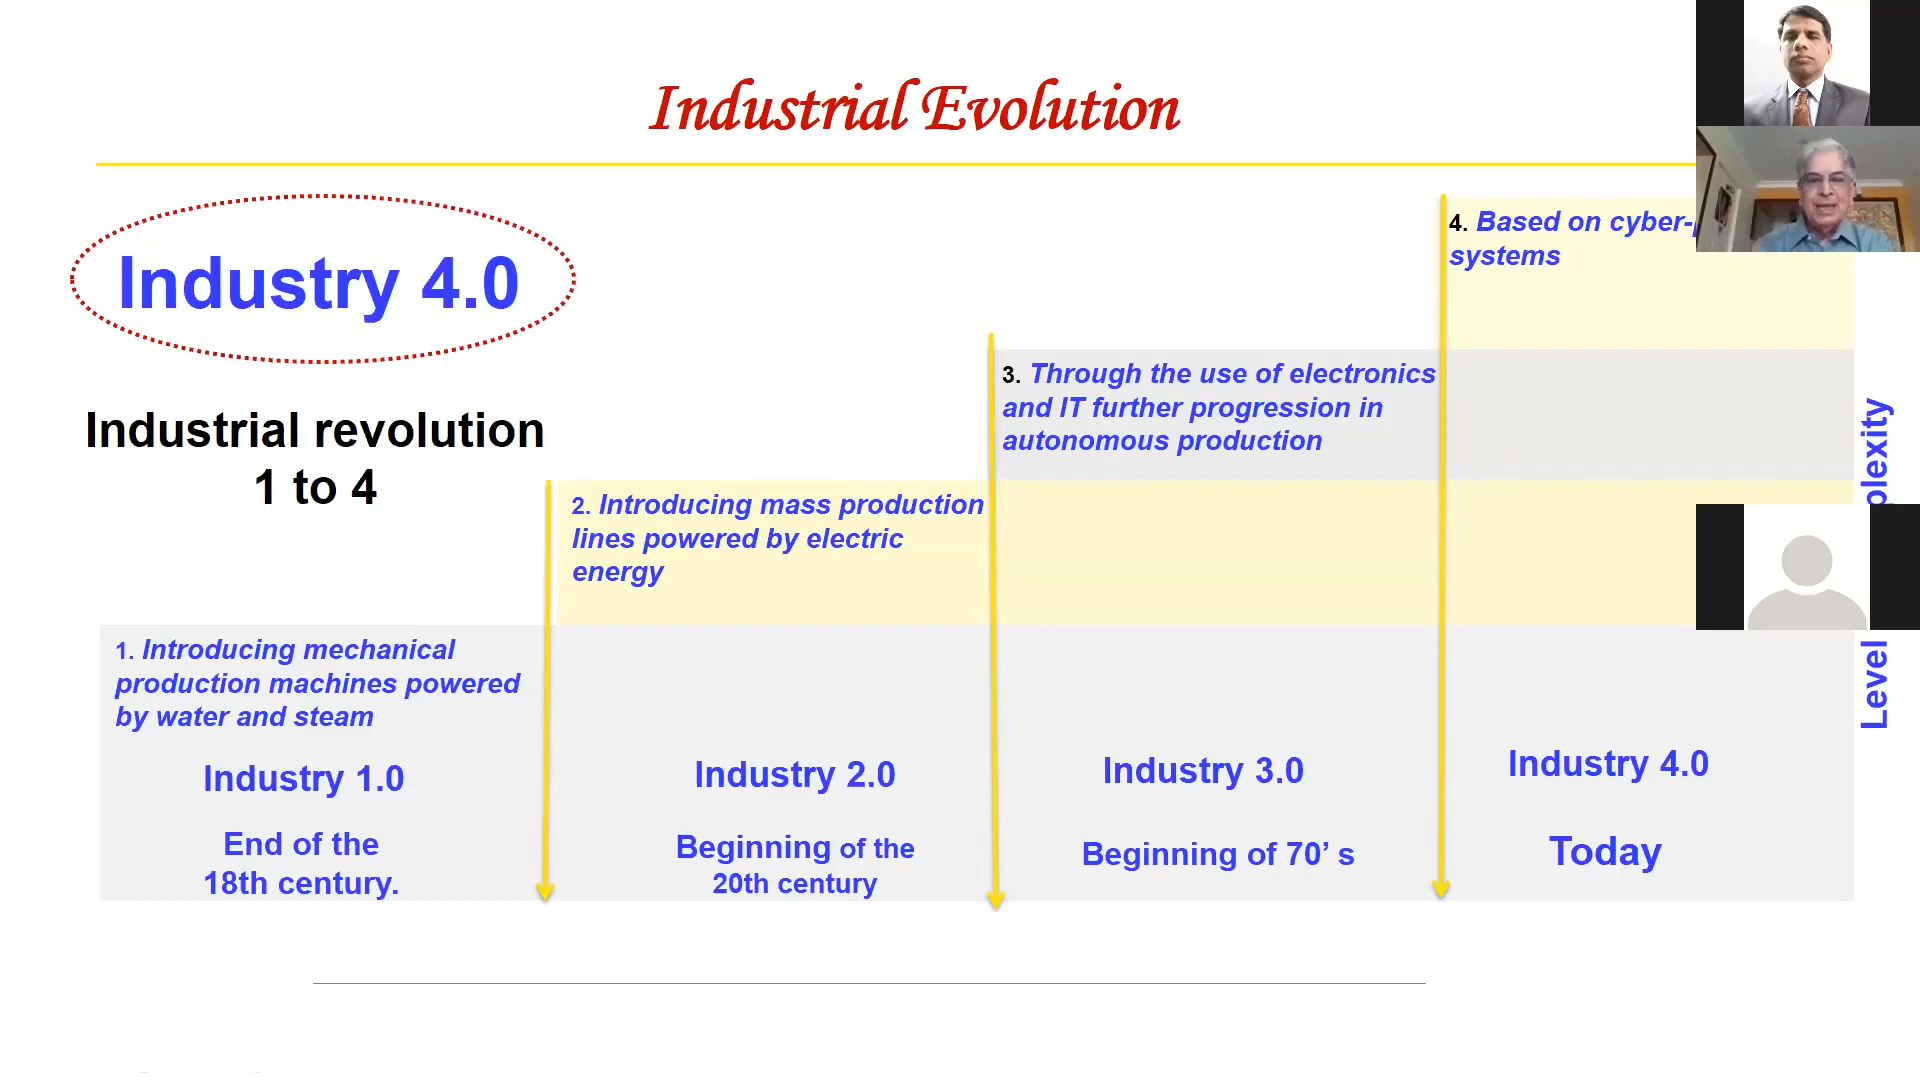 Industrial Evolution
Industry 4.0
Industrial revolution
1 to 4
4. Based on cyber-
systems
3. Through the use of electronics
and IT further progression in
autonomous production
2. Introducing mass production
lines powered by electric
energy
1. Introducing mechanical
production machines powered
by water and steam
Industry 1.0
End of the
18th century.
Industry 2.0
Beginning of the
20th century
Industry 3.0
Beginning of 70’ s
Industry 4.0
Today
Level